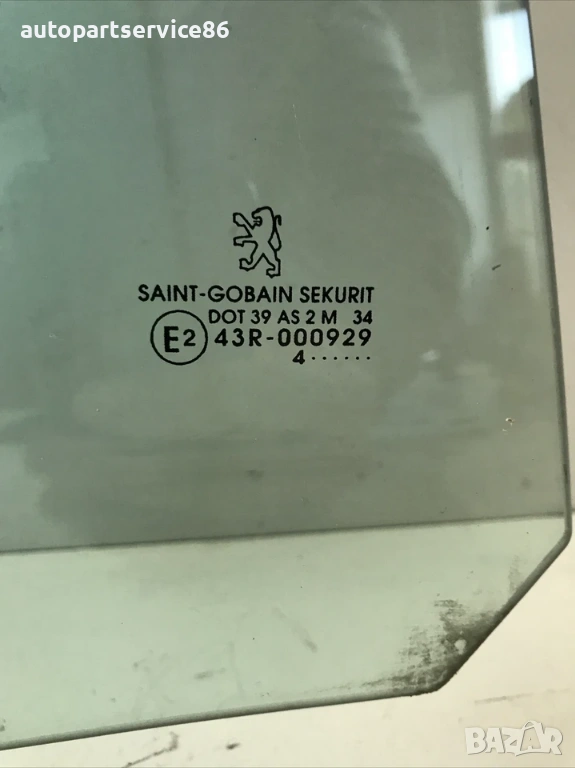 autopartservice86
SAINT-GOBAIN SEKURIT
DOT 39 AS 2 M 34
E2 43R-000929
4······
BAZAR